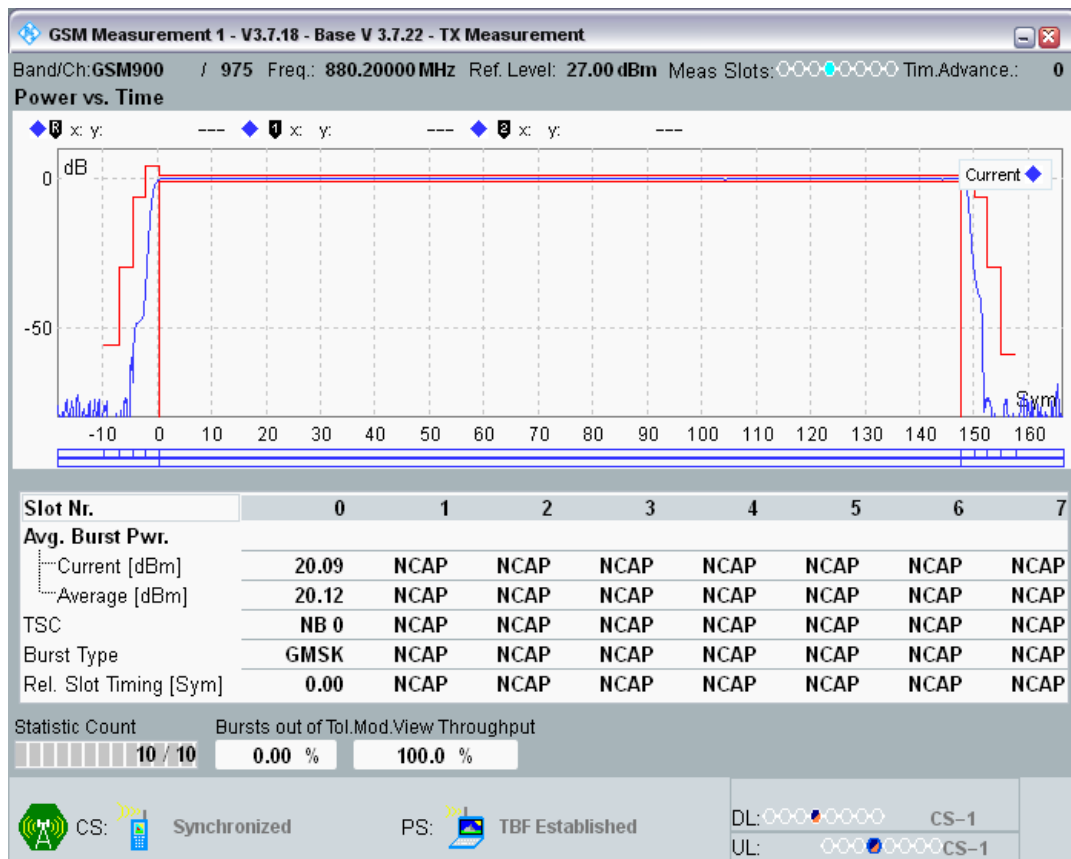 GSM Measurement 1 - V3.7.18 - Base V 3.7.22 - TX Measurement
Band/Ch:GSM900 / 975 Freq.: 880.20000 MHz Ref. Level: 27.00 dBm Meas Slots: Tim.Advance.: 0
Power vs. Time
R x: y: --- 1 x: y: --- 2 x: y: ---
dB
Current
0
-50
Sym
-10 0 10 20 30 40 50 60 70 80 90 100 110 120 130 140 150 160
Slot Nr. 0 1 2 3 4 5 6 7
Avg. Burst Pwr.
Current [dBm] 20.09 NCAP NCAP NCAP NCAP NCAP NCAP NCAP
Average [dBm] 20.12 NCAP NCAP NCAP NCAP NCAP NCAP NCAP
TSC NB 0 NCAP NCAP NCAP NCAP NCAP NCAP NCAP
Burst Type GMSK NCAP NCAP NCAP NCAP NCAP NCAP NCAP
Rel. Slot Timing [Sym] 0.00 NCAP NCAP NCAP NCAP NCAP NCAP NCAP
Statistic Count Bursts out of Tol.Mod.View Throughput
10 / 10 0.00 % 100.0 %
CS: Synchronized PS: TBF Established
DL: CS-1
UL: CS-1